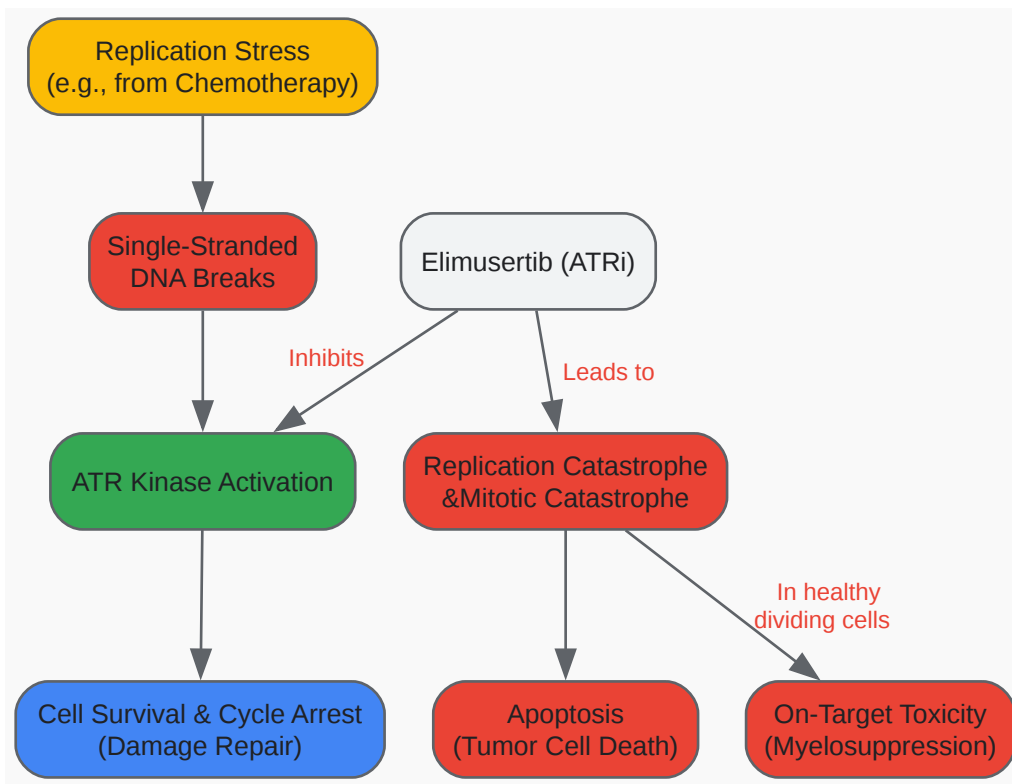 Replication Stress
(e.g., from Chemotherapy)
Single-Stranded
DNA Breaks
Elimusertib (ATRi)
Inhibits
Leads to
ATR Kinase Activation
Replication Catastrophe
&Mitotic Catastrophe
In healthy
dividing cells
Cell Survival & Cycle Arrest
(Damage Repair)
Apoptosis
(Tumor Cell Death)
On-Target Toxicity
(Myelosuppression)